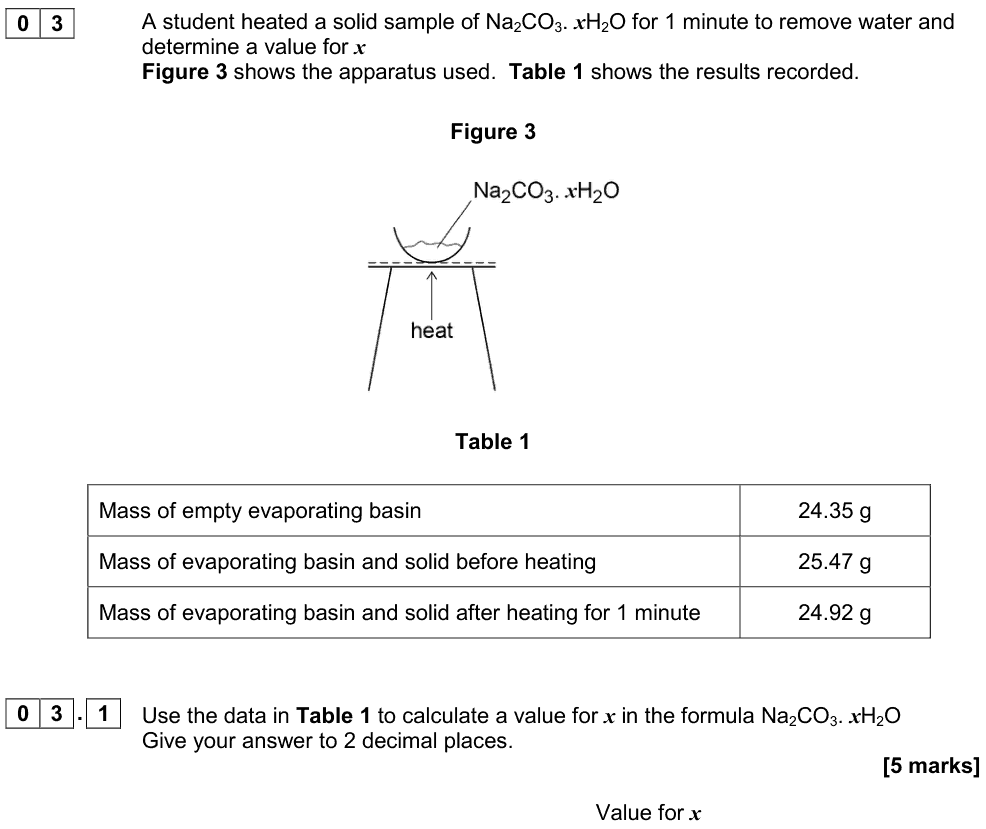 0 3 A student heated a solid sample of Na₂CO₃. xH₂O for 1 minute to remove water and
determine a value for x
Figure 3 shows the apparatus used. Table 1 shows the results recorded.
Figure 3
Na₂CO₃. xH₂O
heat
Table 1
Mass of empty evaporating basin 24.35 g
Mass of evaporating basin and solid before heating 25.47 g
Mass of evaporating basin and solid after heating for 1 minute 24.92 g
0 3 . 1 Use the data in Table 1 to calculate a value for x in the formula Na₂CO₃. xH₂O
Give your answer to 2 decimal places.
[5 marks]
Value for x